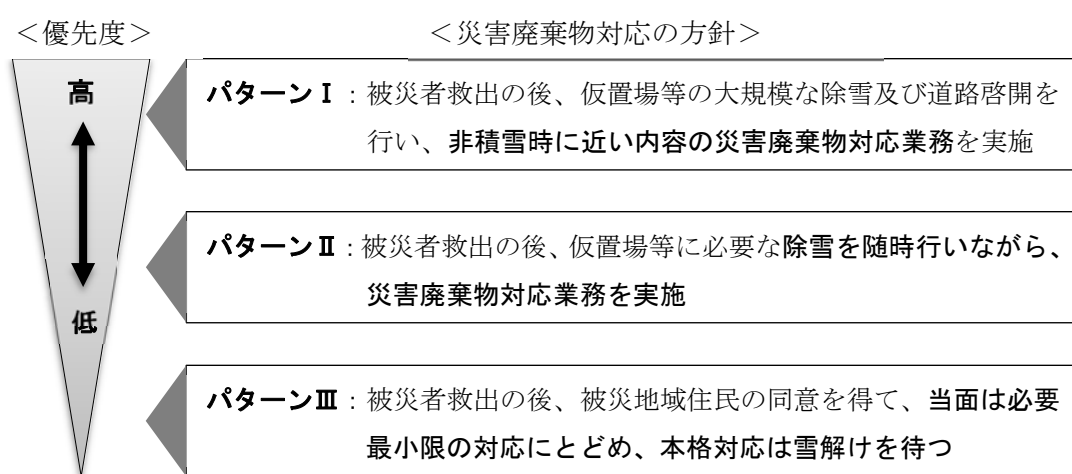 ＜優先度＞
＜災害廃棄物対応の方針＞
高
低
パターンⅠ：被災者救出の後、仮置場等の大規模な除雪及び道路啓開を
行い、非積雪時に近い内容の災害廃棄物対応業務を実施
パターンⅡ：被災者救出の後、仮置場等に必要な除雪を随時行いながら、
災害廃棄物対応業務を実施
パターンⅢ：被災者救出の後、被災地域住民の同意を得て、当面は必要
最小限の対応にとどめ、本格対応は雪解けを待つ